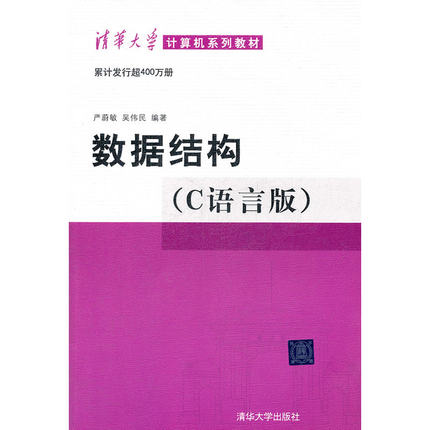 清华大学 计算机系列教材
累计发行超400万册
严蔚敏 吴伟民 编著
数据结构
（C语言版）
清华大学出版社